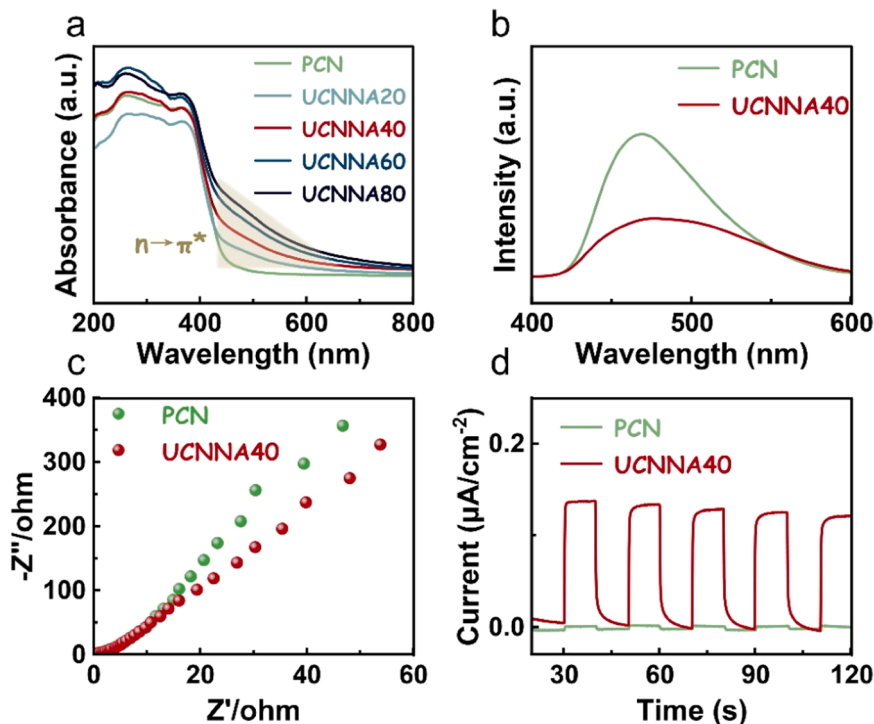 a
Absorbance (a.u.)
PCN
UCNNA20
UCNNA40
UCNNA60
UCNNA80
n→π*
200 400 600 800
Wavelength (nm)
b
Intensity (a.u.)
PCN
UCNNA40
400 500 600
Wavelength (nm)
c
-Z''/ohm
400
300
200
100
0
PCN
UCNNA40
0 20 40 60
Z'/ohm
d
Current (μA/cm⁻²)
0.2
0.0
PCN
UCNNA40
30 60 90 120
Time (s)